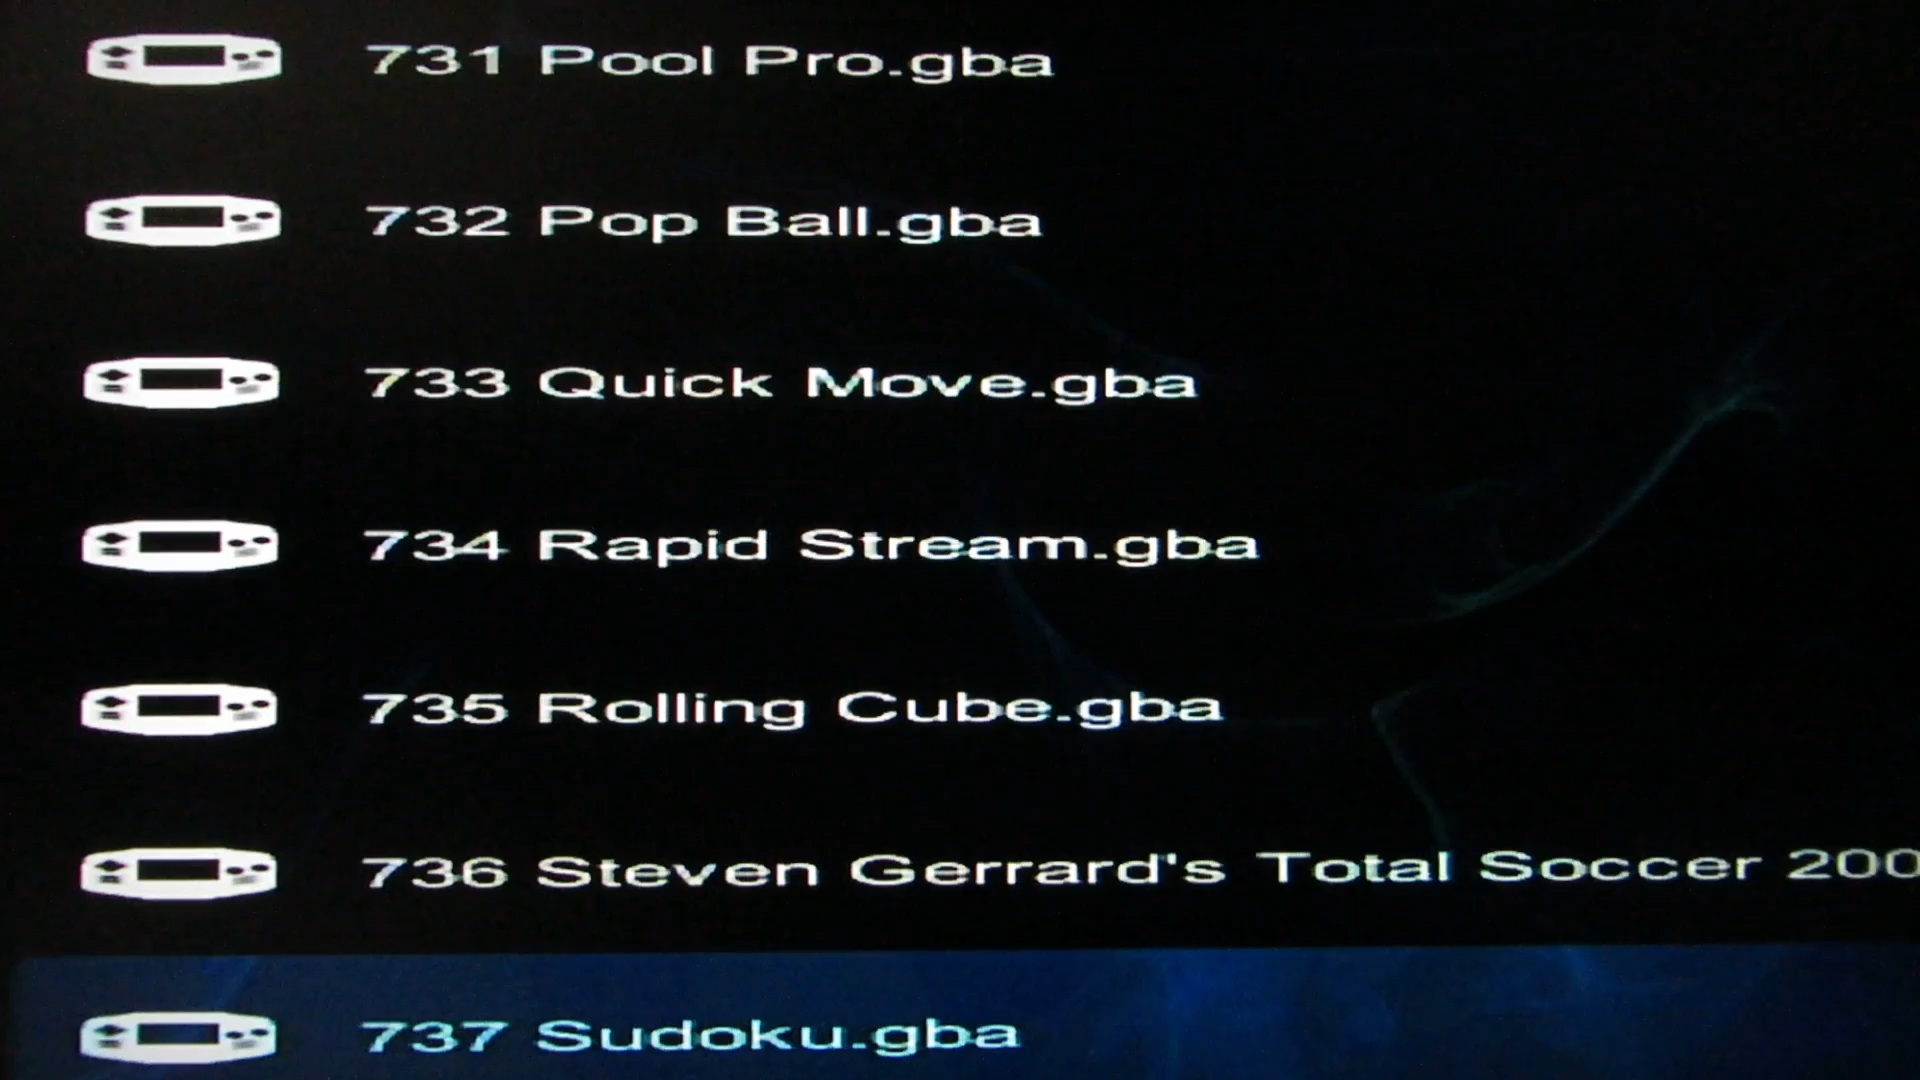 731 Pool Pro.gba
732 Pop Ball.gba
733 Quick Move.gba
734 Rapid Stream.gba
735 Rolling Cube.gba
736 Steven Gerrard's Total Soccer 200
737 Sudoku.gba